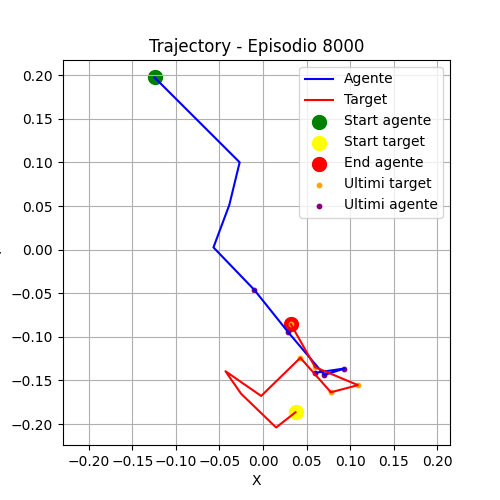 Trajectory - Episodio 8000
Agente
Target
Start agente
Start target
End agente
Ultimi target
Ultimi agente
0.20
0.15
0.10
0.05
0.00
−0.05
−0.10
−0.15
−0.20
−0.20 −0.15 −0.10 −0.05 0.00 0.05 0.10 0.15 0.20
X